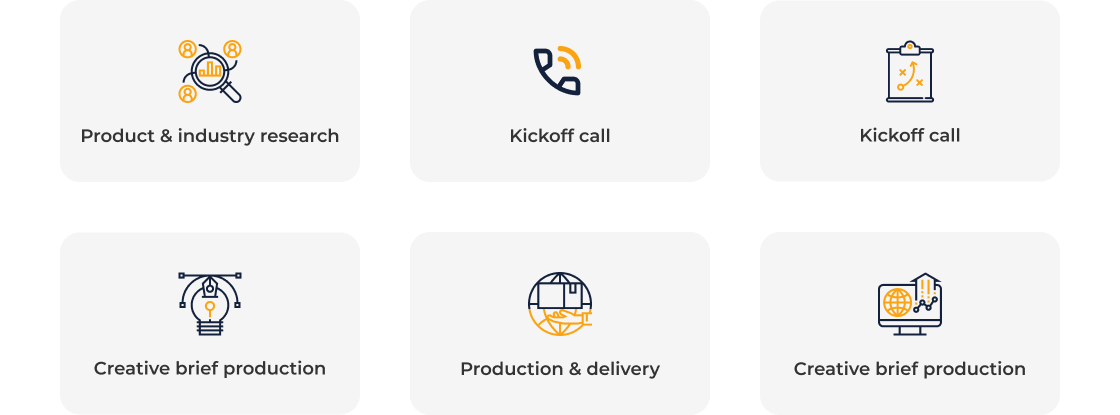 Product & industry research
Kickoff call
Kickoff call
Creative brief production
Production & delivery
Creative brief production